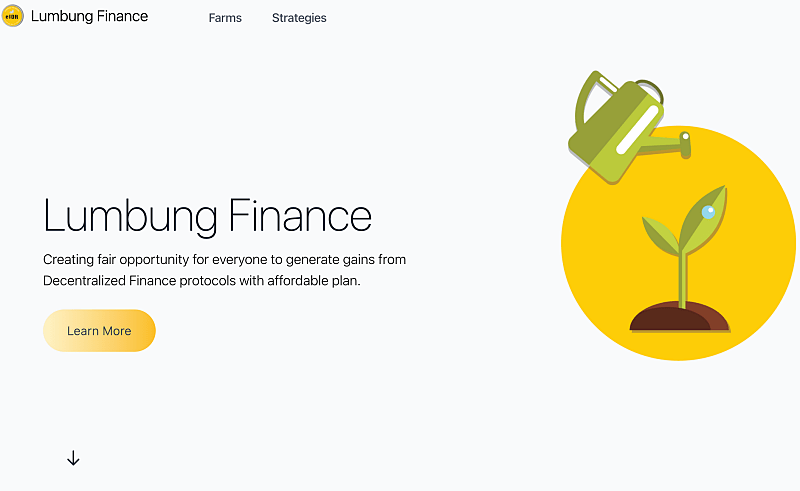 eIDR
Lumbung Finance
Farms
Strategies
Lumbung Finance
Creating fair opportunity for everyone to generate gains from
Decentralized Finance protocols with affordable plan.
Learn More